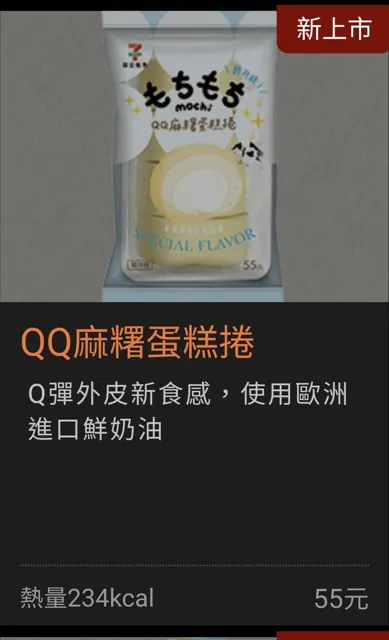 新上市
もちもち
mochi
QQ麻糬蛋糕捲
SPECIAL FLAVOR
55元
QQ麻糬蛋糕捲
Q彈外皮新食感，使用歐洲
進口鮮奶油
熱量234kcal
55元